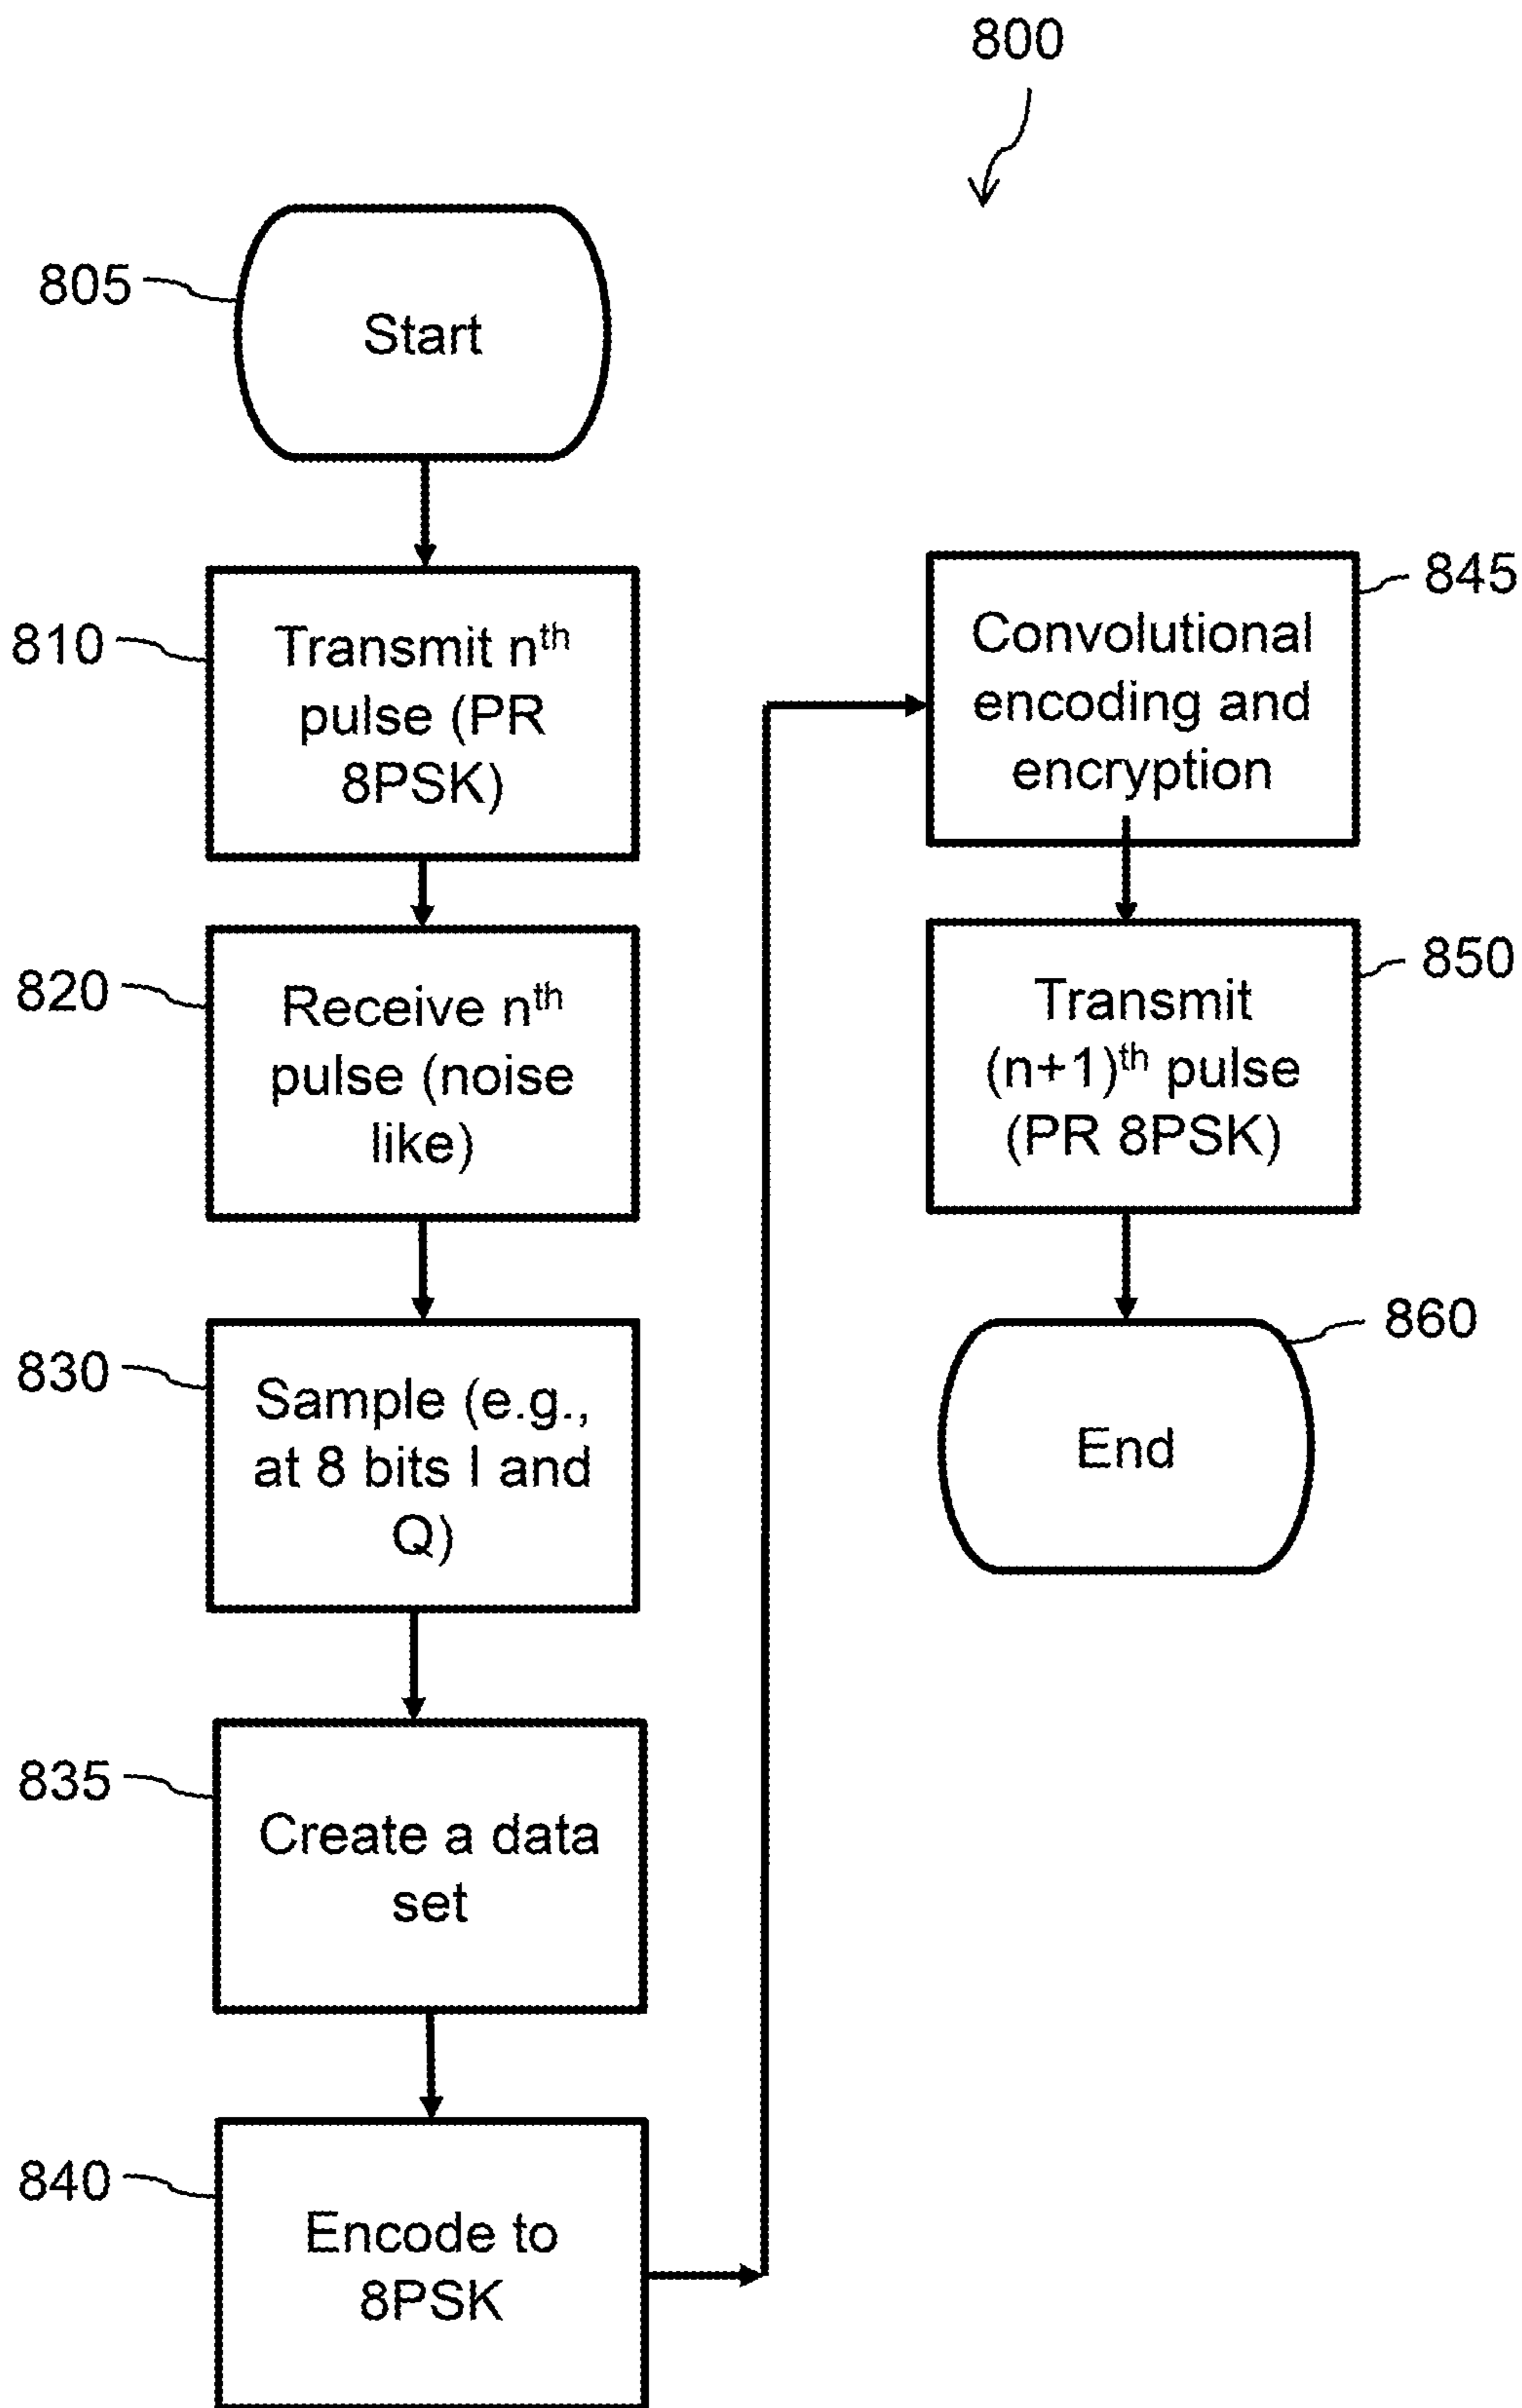 800
805
Start
810
Transmit nth
pulse (PR
8PSK)
820
Receive nth
pulse (noise
like)
830
Sample (e.g.,
at 8 bits I and
Q)
835
Create a data
set
840
Encode to
8PSK
845
Convolutional
encoding and
encryption
850
Transmit
(n+1)th pulse
(PR 8PSK)
860
End